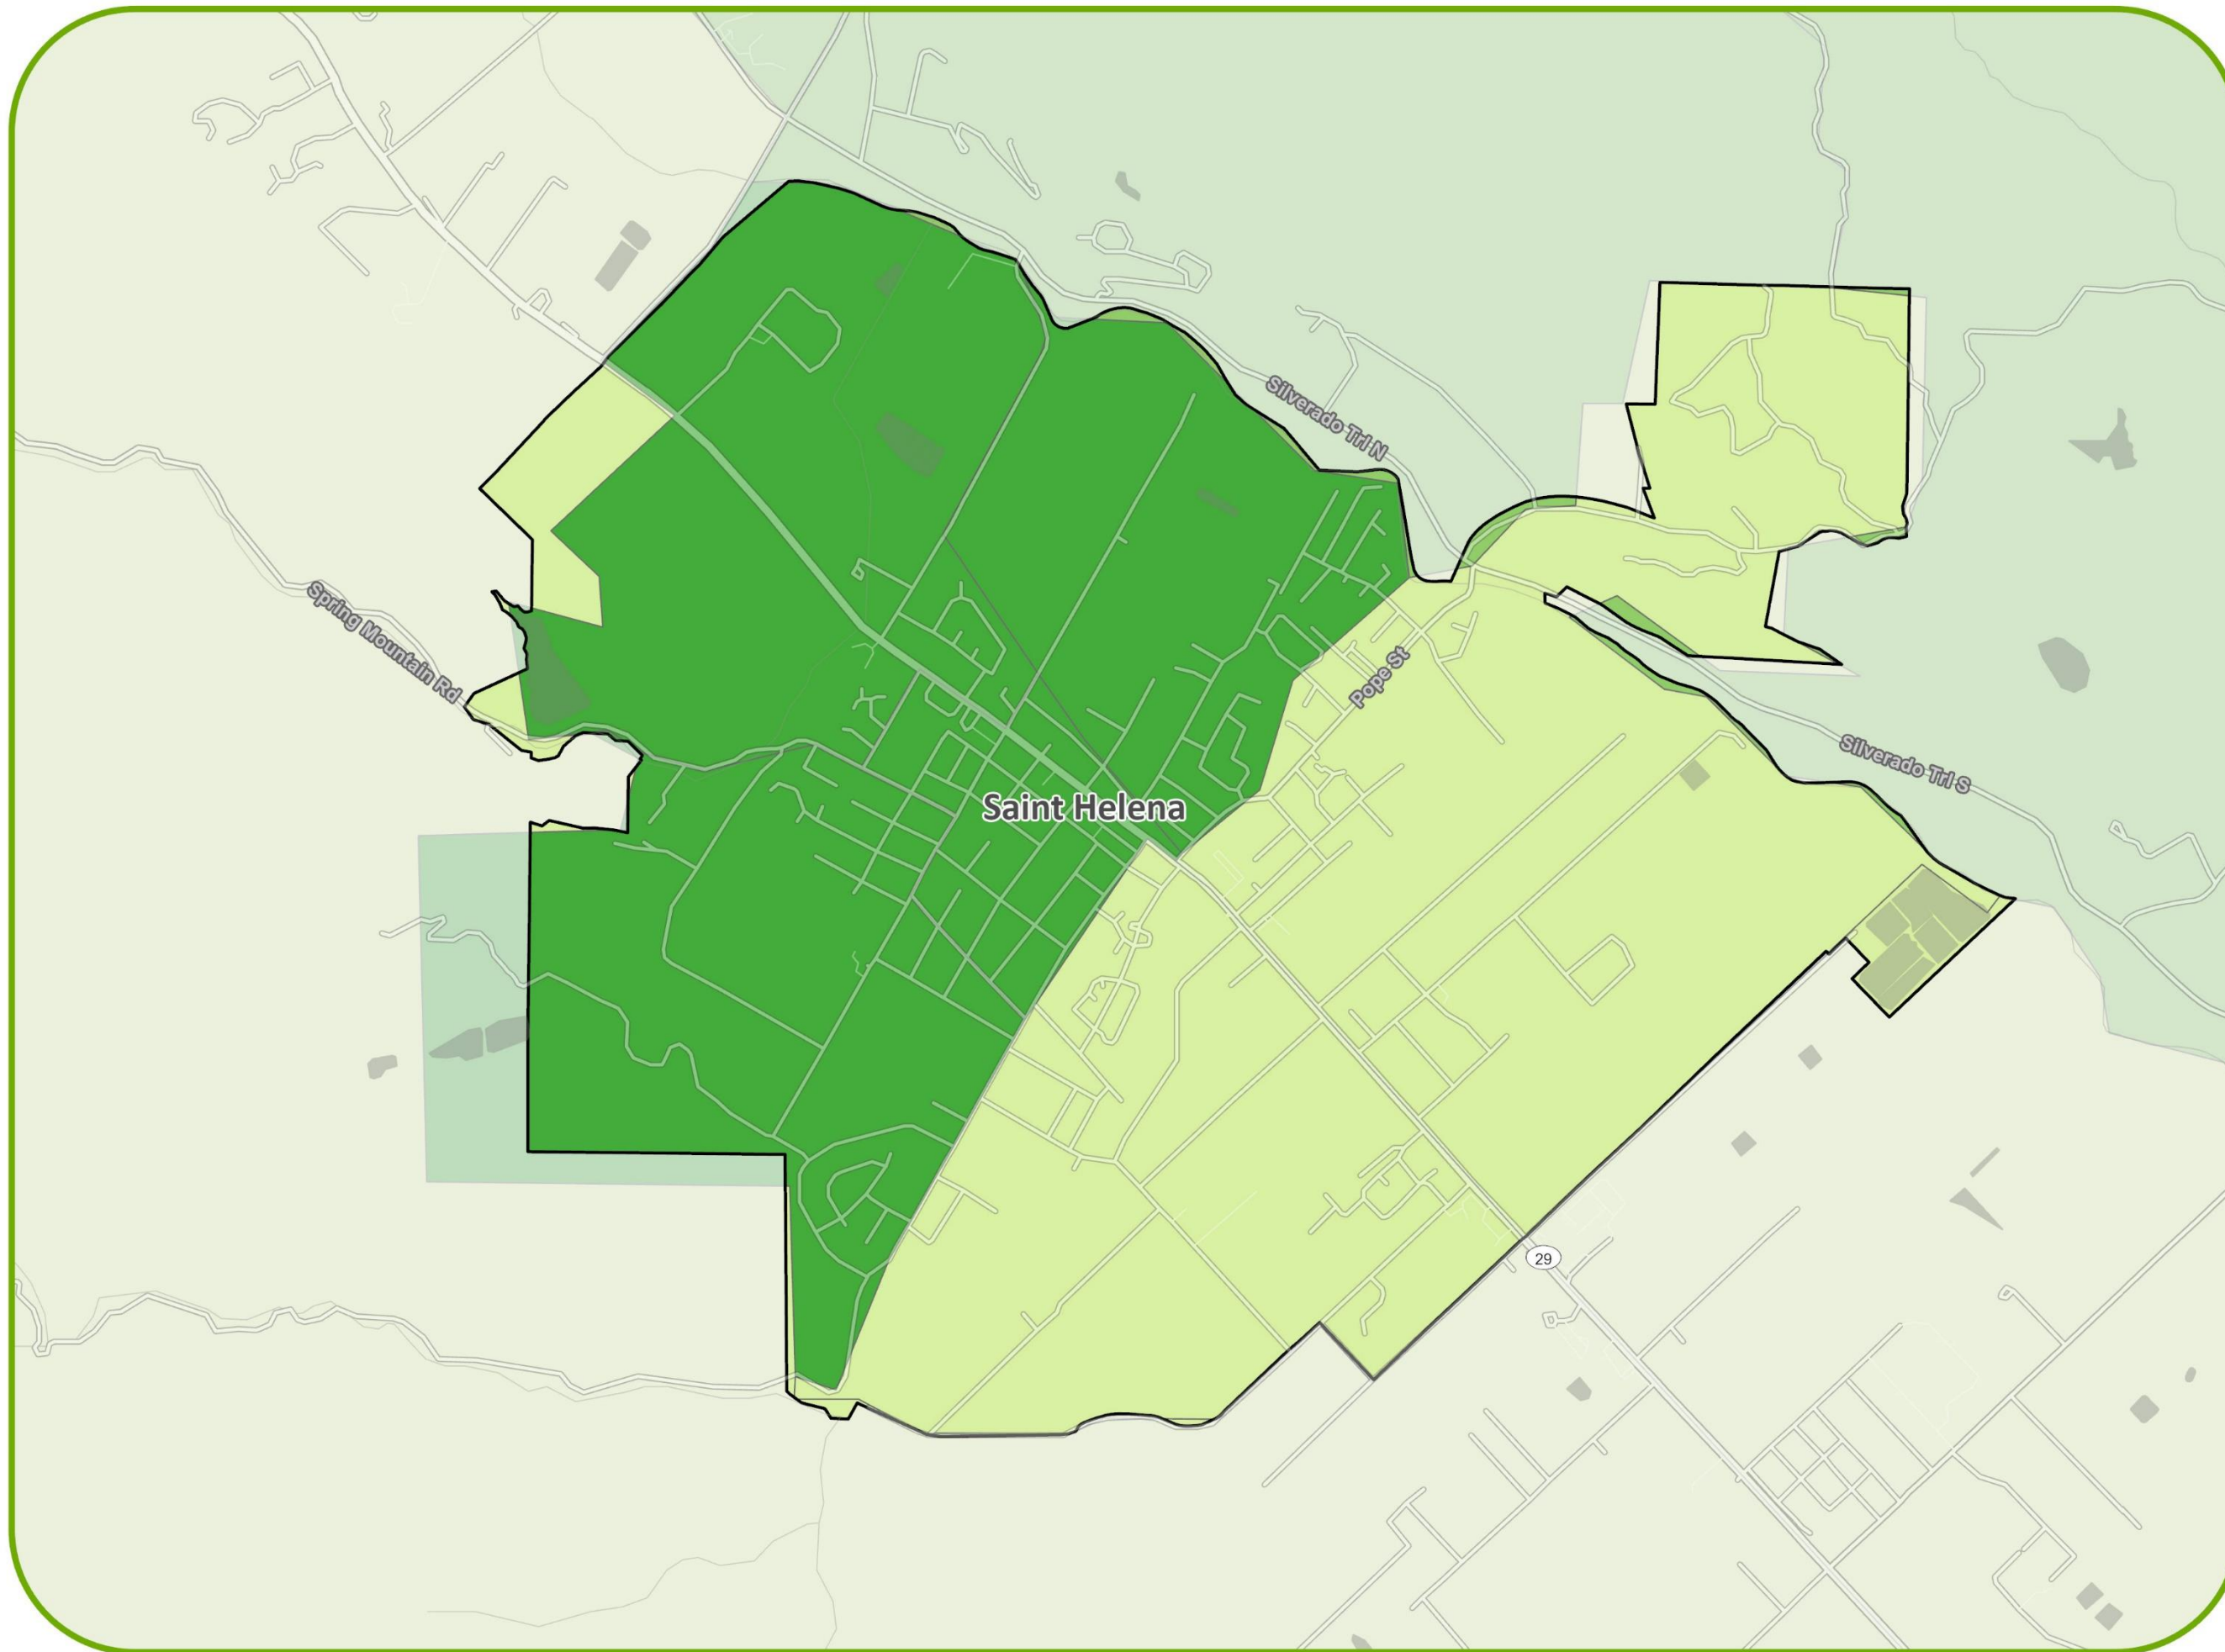 Silverado Trl N
Spring Mountain Rd
Pope St
Silverado Trl S
Saint Helena
29